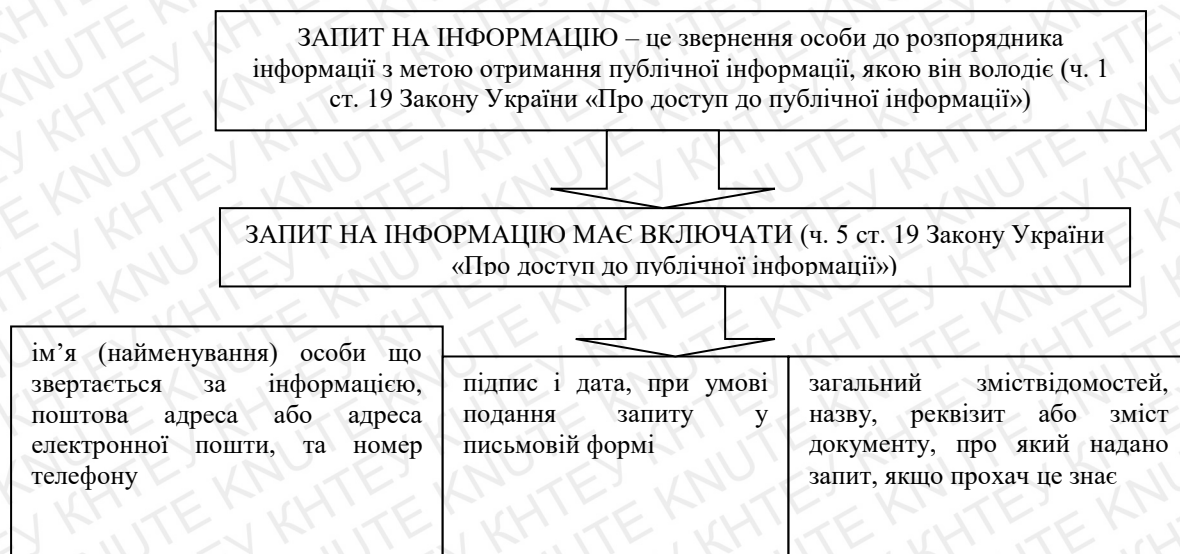 ЗАПИТ НА ІНФОРМАЦІЮ – це звернення особи до розпорядника
інформації з метою отримання публічної інформації, якою він володіє (ч. 1
ст. 19 Закону України «Про доступ до публічної інформації»)
ЗАПИТ НА ІНФОРМАЦІЮ МАЄ ВКЛЮЧАТИ (ч. 5 ст. 19 Закону України
«Про доступ до публічної інформації»)
ім’я (найменування) особи що
звертається за інформацією,
поштова адреса або адреса
електронної пошти, та номер
телефону
підпис і дата, при умові
подання запиту у
письмовій формі
загальний зміствідомостей,
назву, реквізит або зміст
документу, про який надано
запит, якщо прохач це знає